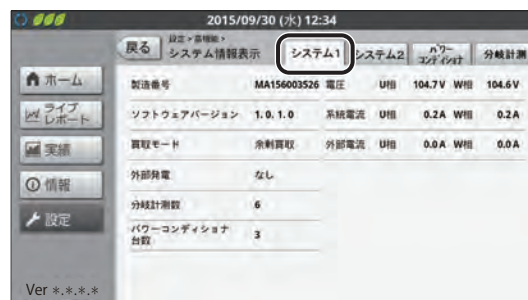 2015/09/30 (水) 12:34
戻る
設定 > 高機能 >
システム情報表示
システム1
システム2
パワーコンディショナ
分岐計測
ホーム
ライブレポート
実績
情報
設定
製造番号 MA156003526 電圧 U相 104.7V W相 104.6V
ソフトウェアバージョン 1.0.1.0 系統電流 U相 0.2A W相 0.2A
買取モード 余剰買取 外部電流 U相 0.0A W相 0.0A
外部発電 なし
分岐計測数 6
パワーコンディショナ台数 3
Ver *.*.*.*